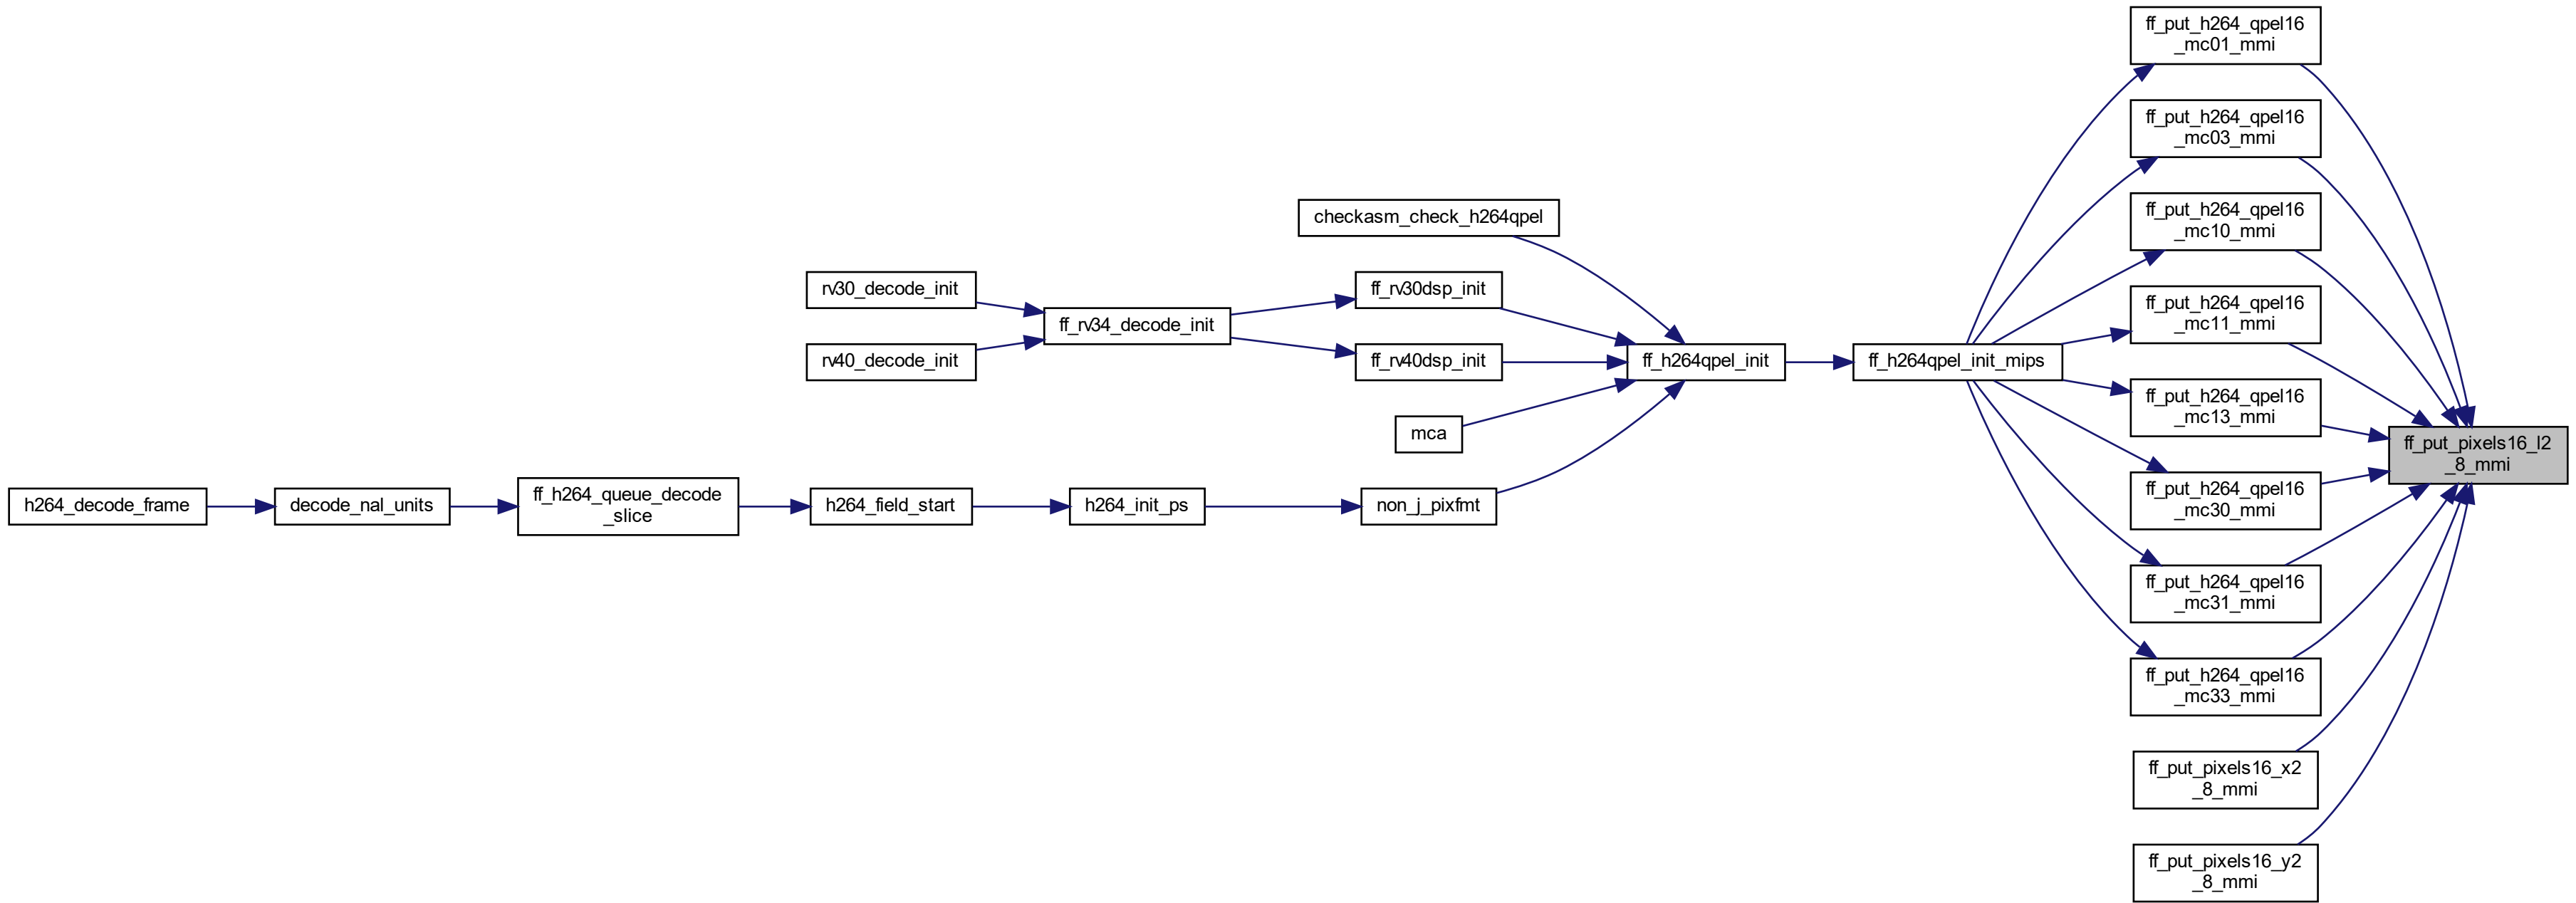 ff_put_h264_qpel16
_mc01_mmi
ff_put_h264_qpel16
_mc03_mmi
checkasm_check_h264qpel
ff_put_h264_qpel16
_mc10_mmi
rv30_decode_init
ff_rv30dsp_init
ff_put_h264_qpel16
_mc11_mmi
ff_rv34_decode_init
rv40_decode_init
ff_rv40dsp_init
ff_h264qpel_init
ff_h264qpel_init_mips
ff_put_h264_qpel16
_mc13_mmi
mca
ff_put_pixels16_l2
_8_mmi
h264_decode_frame
decode_nal_units
ff_h264_queue_decode
_slice
h264_field_start
h264_init_ps
non_j_pixfmt
ff_put_h264_qpel16
_mc30_mmi
ff_put_h264_qpel16
_mc31_mmi
ff_put_h264_qpel16
_mc33_mmi
ff_put_pixels16_x2
_8_mmi
ff_put_pixels16_y2
_8_mmi